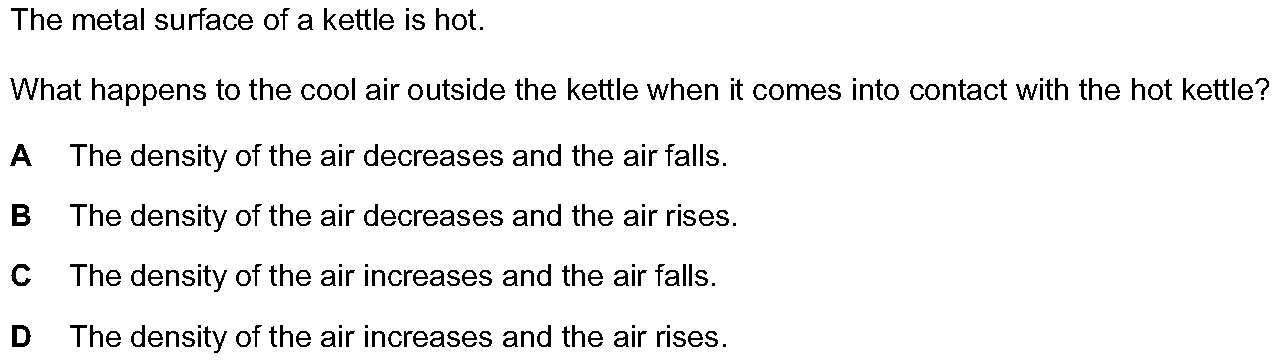 The metal surface of a kettle is hot.
What happens to the cool air outside the kettle when it comes into contact with the hot kettle?
A The density of the air decreases and the air falls.
B The density of the air decreases and the air rises.
C The density of the air increases and the air falls.
D The density of the air increases and the air rises.